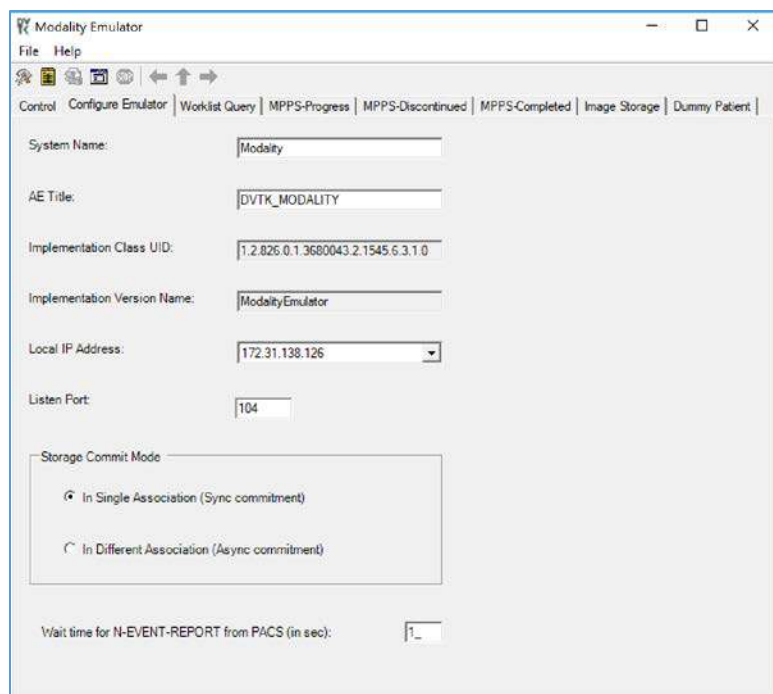 Modality Emulator
File Help
Control Configure Emulator Worklist Query MPPS-Progress MPPS-Discontinued MPPS-Completed Image Storage Dummy Patient
System Name: Modality
AE Title: DVTK_MODALITY
Implementation Class UID: 1.2.826.0.1.3680043.2.1545.6.3.1.0
Implementation Version Name: ModalityEmulator
Local IP Address: 172.31.138.126
Listen Port: 104
Storage Commit Mode
In Single Association (Sync commitment)
In Different Association (Async commitment)
Wait time for N-EVENT-REPORT from PACS (in sec): 1_